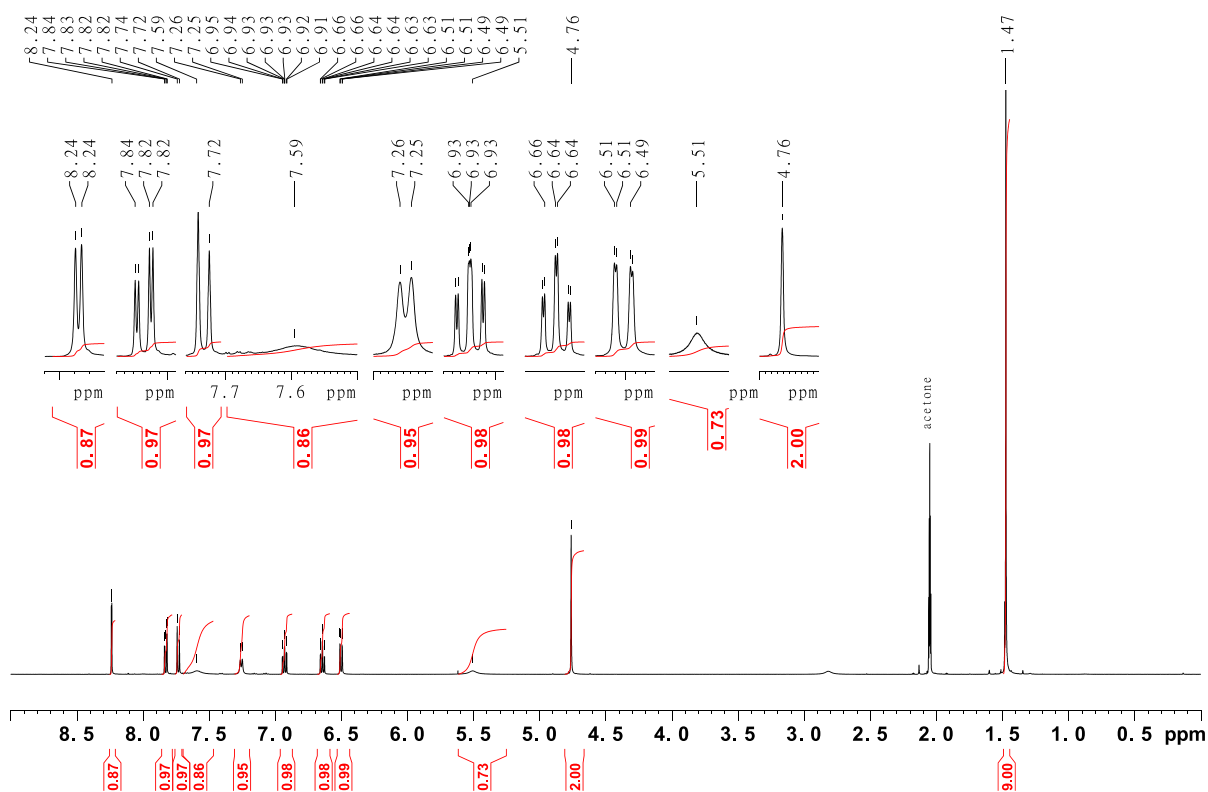 8.24 7.84 7.83 7.82 7.82 7.74 7.72 7.59 7.26 7.25 6.95 6.94 6.93 6.93 6.93 6.92 6.91 6.66 6.66 6.64 6.64 6.63 6.63 6.51 6.51 6.49 6.49 5.51 4.76 1.47
8.24 8.24 7.84 7.82 7.82 7.72 7.59 7.26 7.25 6.93 6.93 6.93 6.66 6.64 6.64 6.51 6.51 6.49 5.51 4.76
ppm ppm 7.7 7.6 ppm ppm ppm ppm ppm ppm ppm
0.87 0.97 0.97 0.86 0.95 0.98 0.98 0.99 0.73 2.00
acetone
8.5 8.0 7.5 7.0 6.5 6.0 5.5 5.0 4.5 4.0 3.5 3.0 2.5 2.0 1.5 1.0 0.5 ppm
0.87 0.97 0.97 0.86 0.95 0.98 0.98 0.99 0.73 2.00 9.00